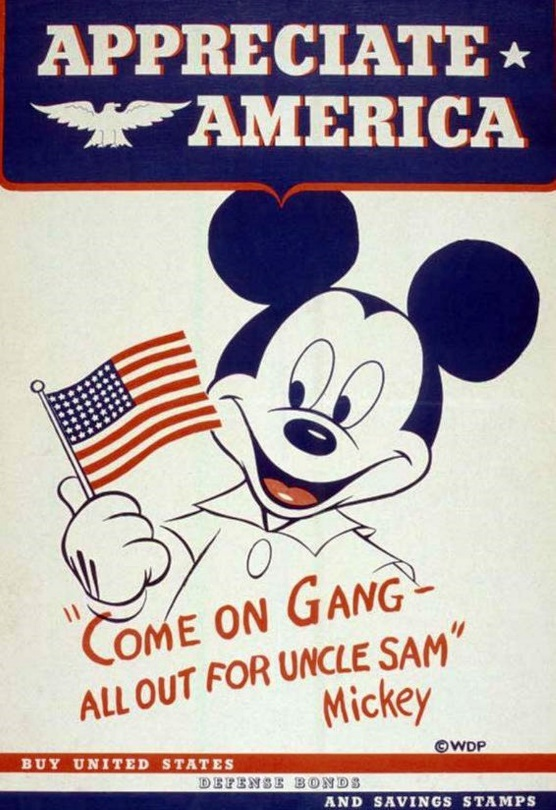 APPRECIATE
AMERICA
"COME ON GANG-
ALL OUT FOR UNCLE SAM"
Mickey
©WDP
BUY UNITED STATES
DEFENSE BONDS
AND SAVINGS STAMPS